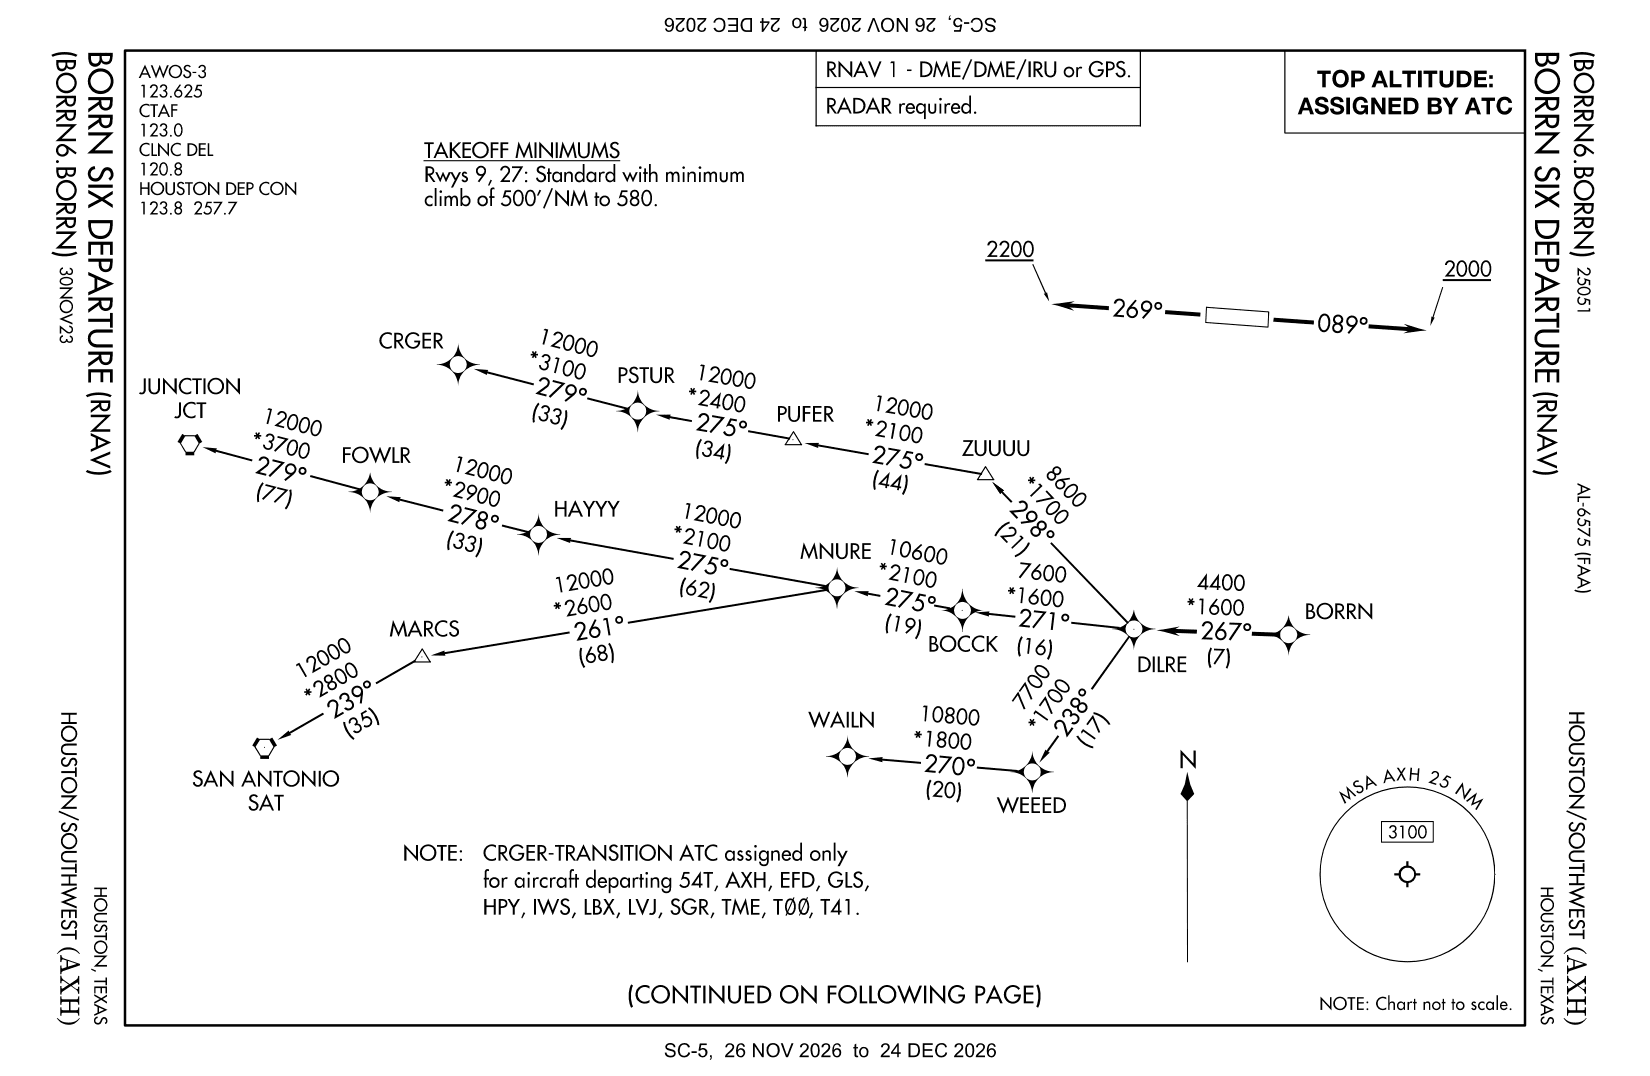 SC-5, 26 NOV 2026 to 24 DEC 2026
(BORRN6.BORRN) 30NOV23
BORRN SIX DEPARTURE (RNAV)
HOUSTON/SOUTHWEST (AXH)
HOUSTON, TEXAS
AWOS-3
123.625
CTAF
123.0
CLNC DEL
120.8
HOUSTON DEP CON
123.8 257.7
TAKEOFF MINIMUMS
Rwys 9, 27: Standard with minimum
climb of 500'/NM to 580.
RNAV 1 - DME/DME/IRU or GPS.
RADAR required.
TOP ALTITUDE:
ASSIGNED BY ATC
2200
269°
089°
2000
CRGER
12000
*3100
279°
(33)
PSTUR
12000
*2400
275°
(34)
PUFER
12000
*2100
275°
(44)
ZUUUU
8600
*1700
298°
(21)
JUNCTION
JCT
12000
*3700
279°
(77)
FOWLR
12000
*2900
278°
(33)
HAYYY
12000
*2100
275°
(62)
MNURE
10600
*2100
275°
(19)
BOCCK
7600
*1600
271°
(16)
DILRE
4400
*1600
267°
(7)
BORRN
12000
*2600
261°
(68)
MARCS
12000
*2800
239°
(35)
SAN ANTONIO
SAT
7700
*1700
238°
(17)
WAILN
10800
*1800
270°
(20)
WEEED
N
MSA AXH 25 NM
3100
NOTE: CRGER-TRANSITION ATC assigned only
for aircraft departing 54T, AXH, EFD, GLS,
HPY, IWS, LBX, LVJ, SGR, TME, TØØ, T41.
(CONTINUED ON FOLLOWING PAGE)
NOTE: Chart not to scale.
BORRN SIX DEPARTURE (RNAV)
(BORRN6.BORRN) 25051
AL-6575 (FAA)
HOUSTON/SOUTHWEST (AXH)
HOUSTON, TEXAS
SC-5, 26 NOV 2026 to 24 DEC 2026